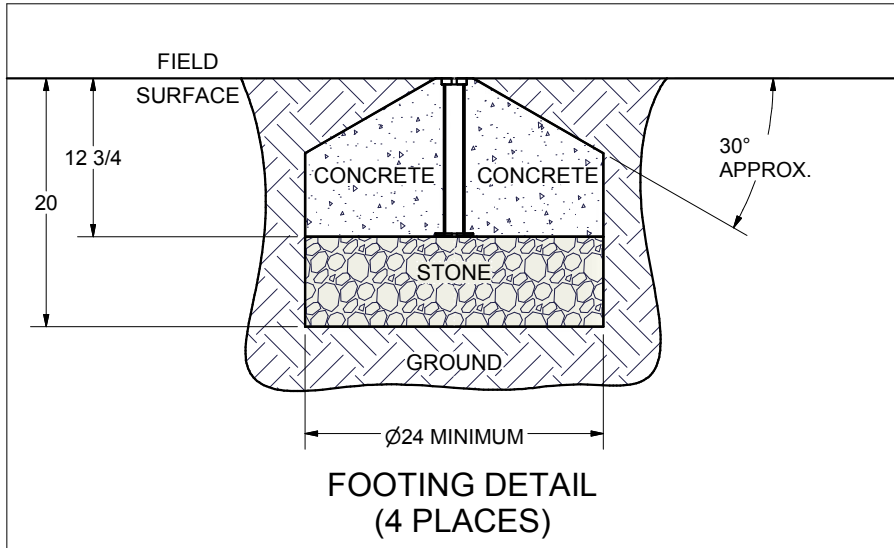 FIELD
SURFACE
12 3/4
20
30°
APPROX.
CONCRETE
CONCRETE
STONE
GROUND
Ø24 MINIMUM
FOOTING DETAIL
(4 PLACES)